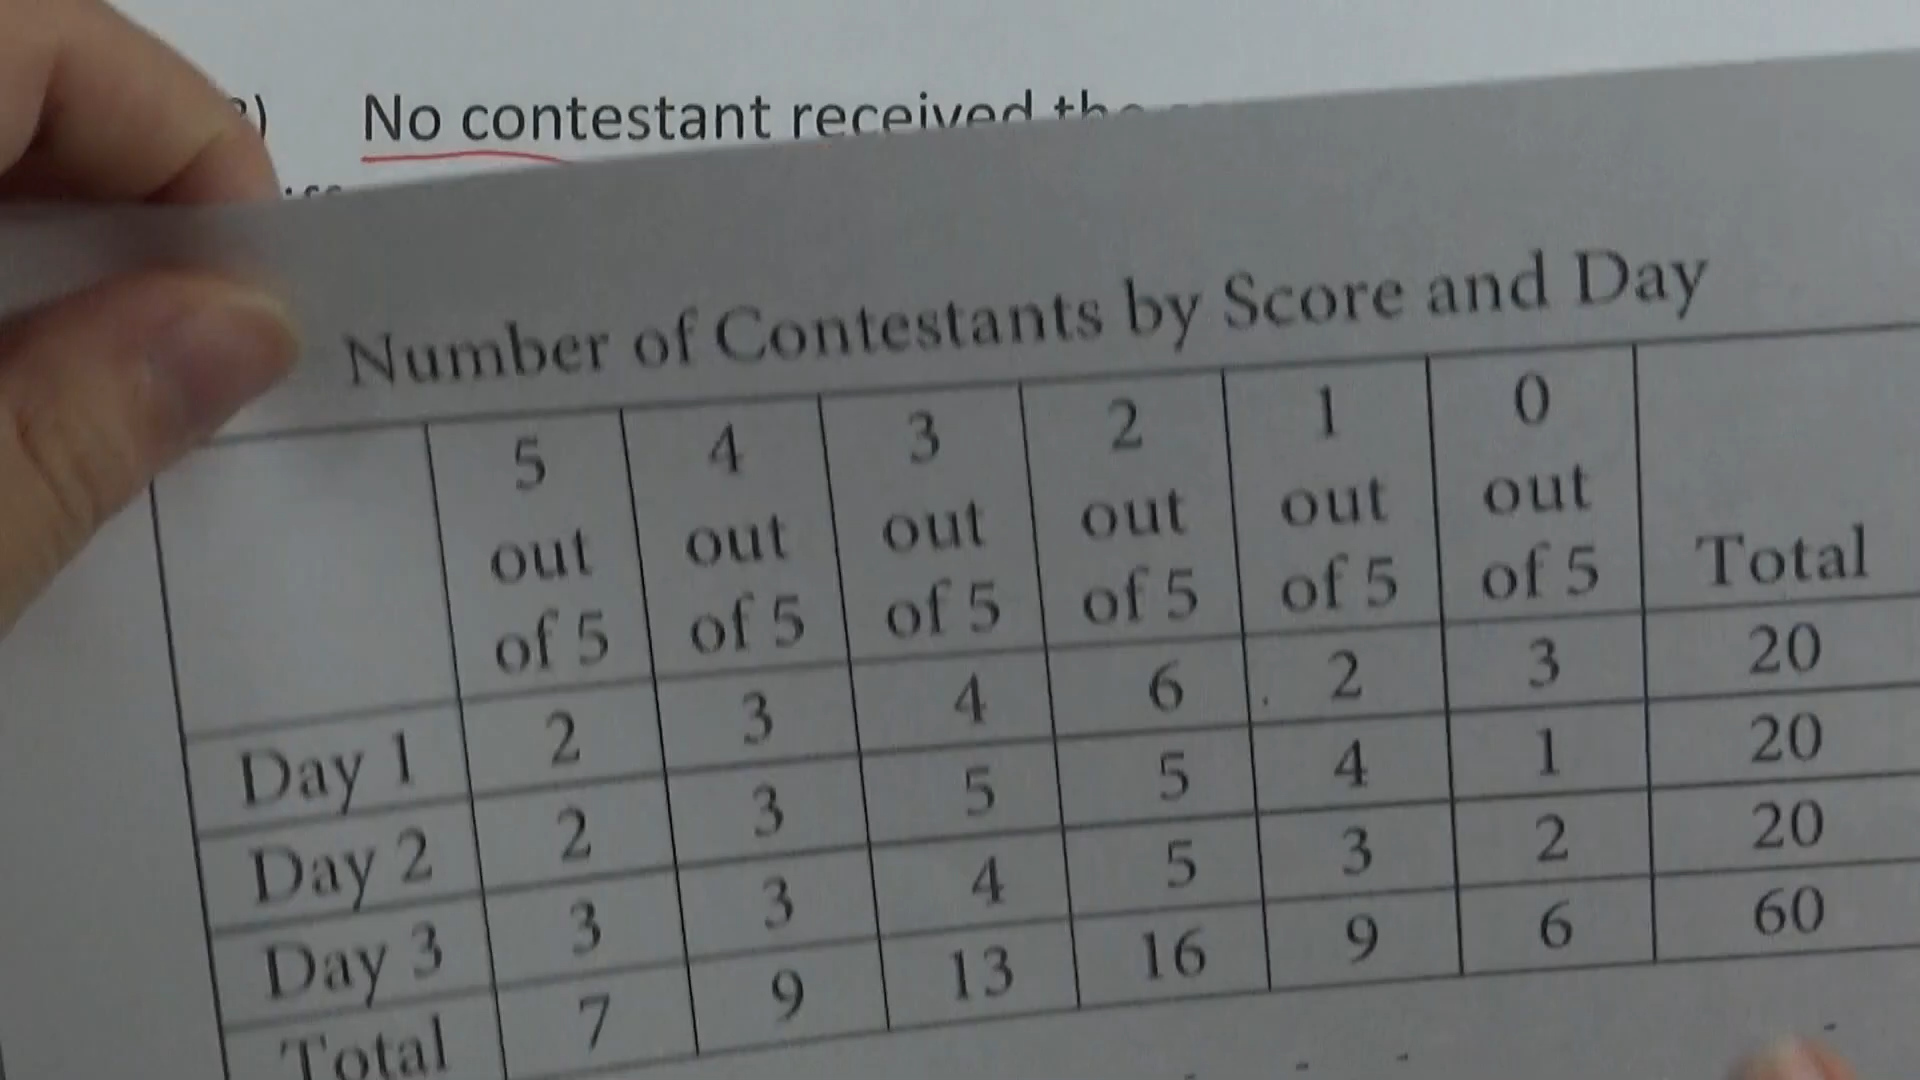 No contestant received
Number of Contestants by Score and Day
5 out of 5 4 out of 5 3 out of 5 2 out of 5 1 out of 5 0 out of 5 Total
Day 1 2 3 4 6 2 3 20
Day 2 2 3 5 5 4 1 20
Day 3 3 3 4 5 3 2 20
Total 7 9 13 16 9 6 60